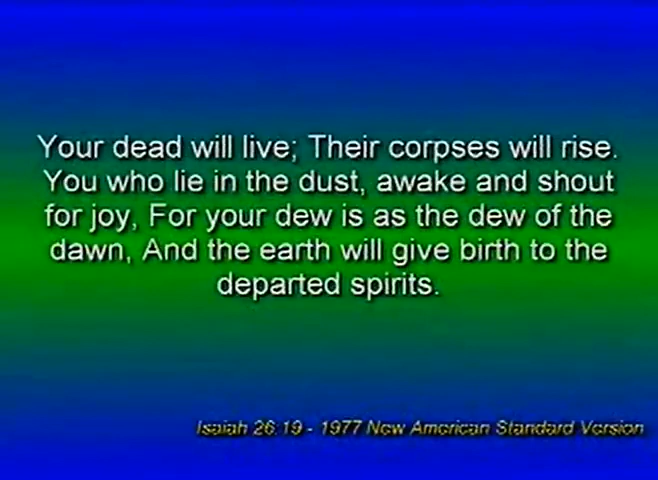 Your dead will live; Their corpses will rise.
You who lie in the dust, awake and shout
for joy, For your dew is as the dew of the
dawn, And the earth will give birth to the
departed spirits.
Isaiah 26:19 - 1977 New American Standard Version